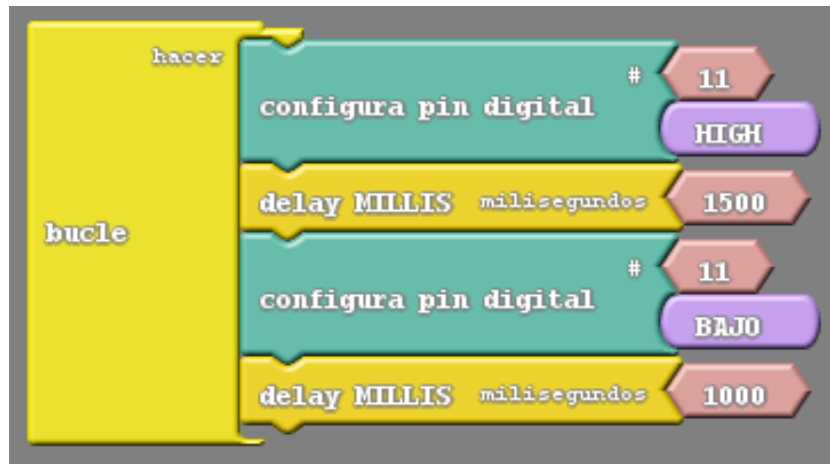 hacer
# 11
configura pin digital
HIGH
delay MILLIS milisegundos 1500
bucle
# 11
configura pin digital
BAJO
delay MILLIS milisegundos 1000